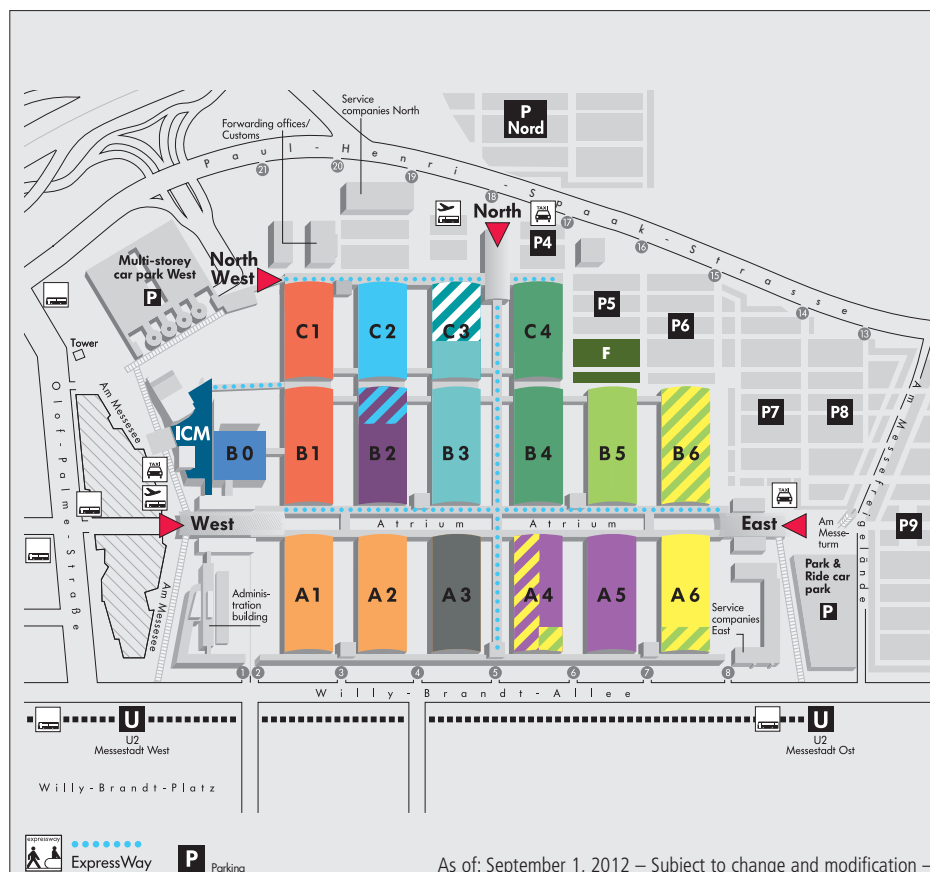 Service
companies North
P
Nord
Forwarding offices/
Customs
Paul-Henri-Spaak-Strasse
21
20
19
18
17
16
15
14
13
North
TAXI
P4
North
West
Multi-storey
car park West
P
Tower
P5
P6
C1
C2
C3
C4
F
Am Messesee
Olof-Palme-Straße
ICM
B0
B1
B2
B3
B4
B5
B6
P7
P8
Am Messefreigelände
TAXI
TAXI
West
Atrium
Atrium
East
Am
Messe-
turm
P9
Am Messesee
Adminis-
tration
building
A1
A2
A3
A4
A5
A6
Service
companies
East
Park &
Ride car
park
P
1
2
3
4
5
6
7
8
Willy-Brandt-Allee
U
U2
Messestadt West
U
U2
Messestadt Ost
Willy-Brandt-Platz
expressway
ExpressWay
P
Parking
As of: September 1, 2012 – Subject to change and modification –